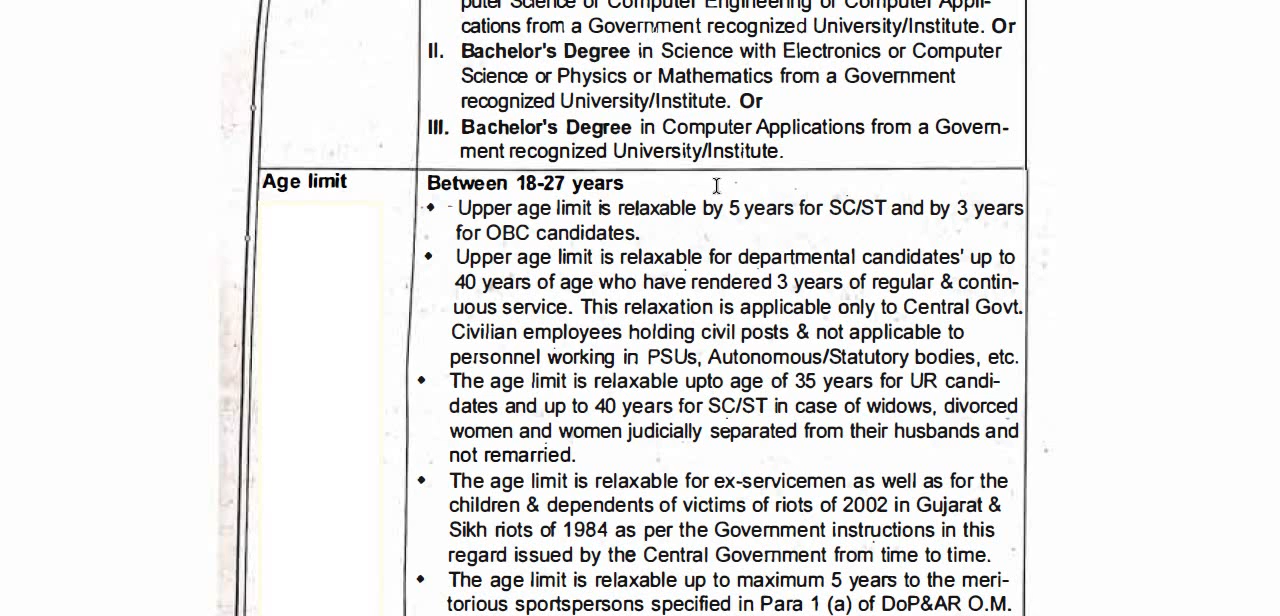 puter Science or Computer Engineering or Computer Appli-
cations from a Government recognized University/Institute. Or
II. Bachelor's Degree in Science with Electronics or Computer
Science or Physics or Mathematics from a Government
recognized University/Institute. Or
III. Bachelor's Degree in Computer Applications from a Govern-
ment recognized University/Institute.
Age limit
Between 18-27 years
• Upper age limit is relaxable by 5 years for SC/ST and by 3 years
for OBC candidates.
• Upper age limit is relaxable for departmental candidates' up to
40 years of age who have rendered 3 years of regular & contin-
uous service. This relaxation is applicable only to Central Govt.
Civilian employees holding civil posts & not applicable to
personnel working in PSUs, Autonomous/Statutory bodies, etc.
• The age limit is relaxable upto age of 35 years for UR candi-
dates and up to 40 years for SC/ST in case of widows, divorced
women and women judicially separated from their husbands and
not remarried.
• The age limit is relaxable for ex-servicemen as well as for the
children & dependents of victims of riots of 2002 in Gujarat &
Sikh riots of 1984 as per the Government instructions in this
regard issued by the Central Government from time to time.
• The age limit is relaxable up to maximum 5 years to the meri-
torious sportspersons specified in Para 1 (a) of DoP&AR O.M.